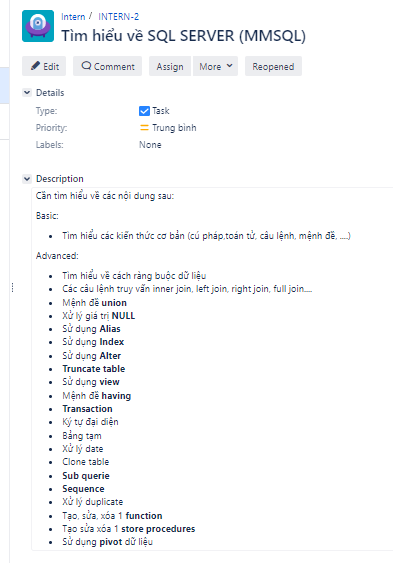 Intern / INTERN-2
Tìm hiểu về SQL SERVER (MMSQL)
Edit Comment Assign More Reopened
Details
Type: Task
Priority: Trung bình
Labels: None
Description
Cần tìm hiểu về các nội dung sau:
Basic:
• Tìm hiểu các kiến thức cơ bản (cú pháp,toán tử, câu lệnh, mệnh đề, ....)
Advanced:
• Tìm hiểu về cách ràng buộc dữ liệu
• Các câu lệnh truy vấn inner join, left join, right join, full join....
• Mệnh đề union
• Xử lý giá trị NULL
• Sử dụng Alias
• Sử dụng Index
• Sử dụng Alter
• Truncate table
• Sử dụng view
• Mệnh đề having
• Transaction
• Ký tự đại diện
• Bảng tạm
• Xử lý date
• Clone table
• Sub querie
• Sequence
• Xử lý duplicate
• Tạo, sửa, xóa 1 function
• Tạo sửa xóa 1 store procedures
• Sử dụng pivot dữ liệu